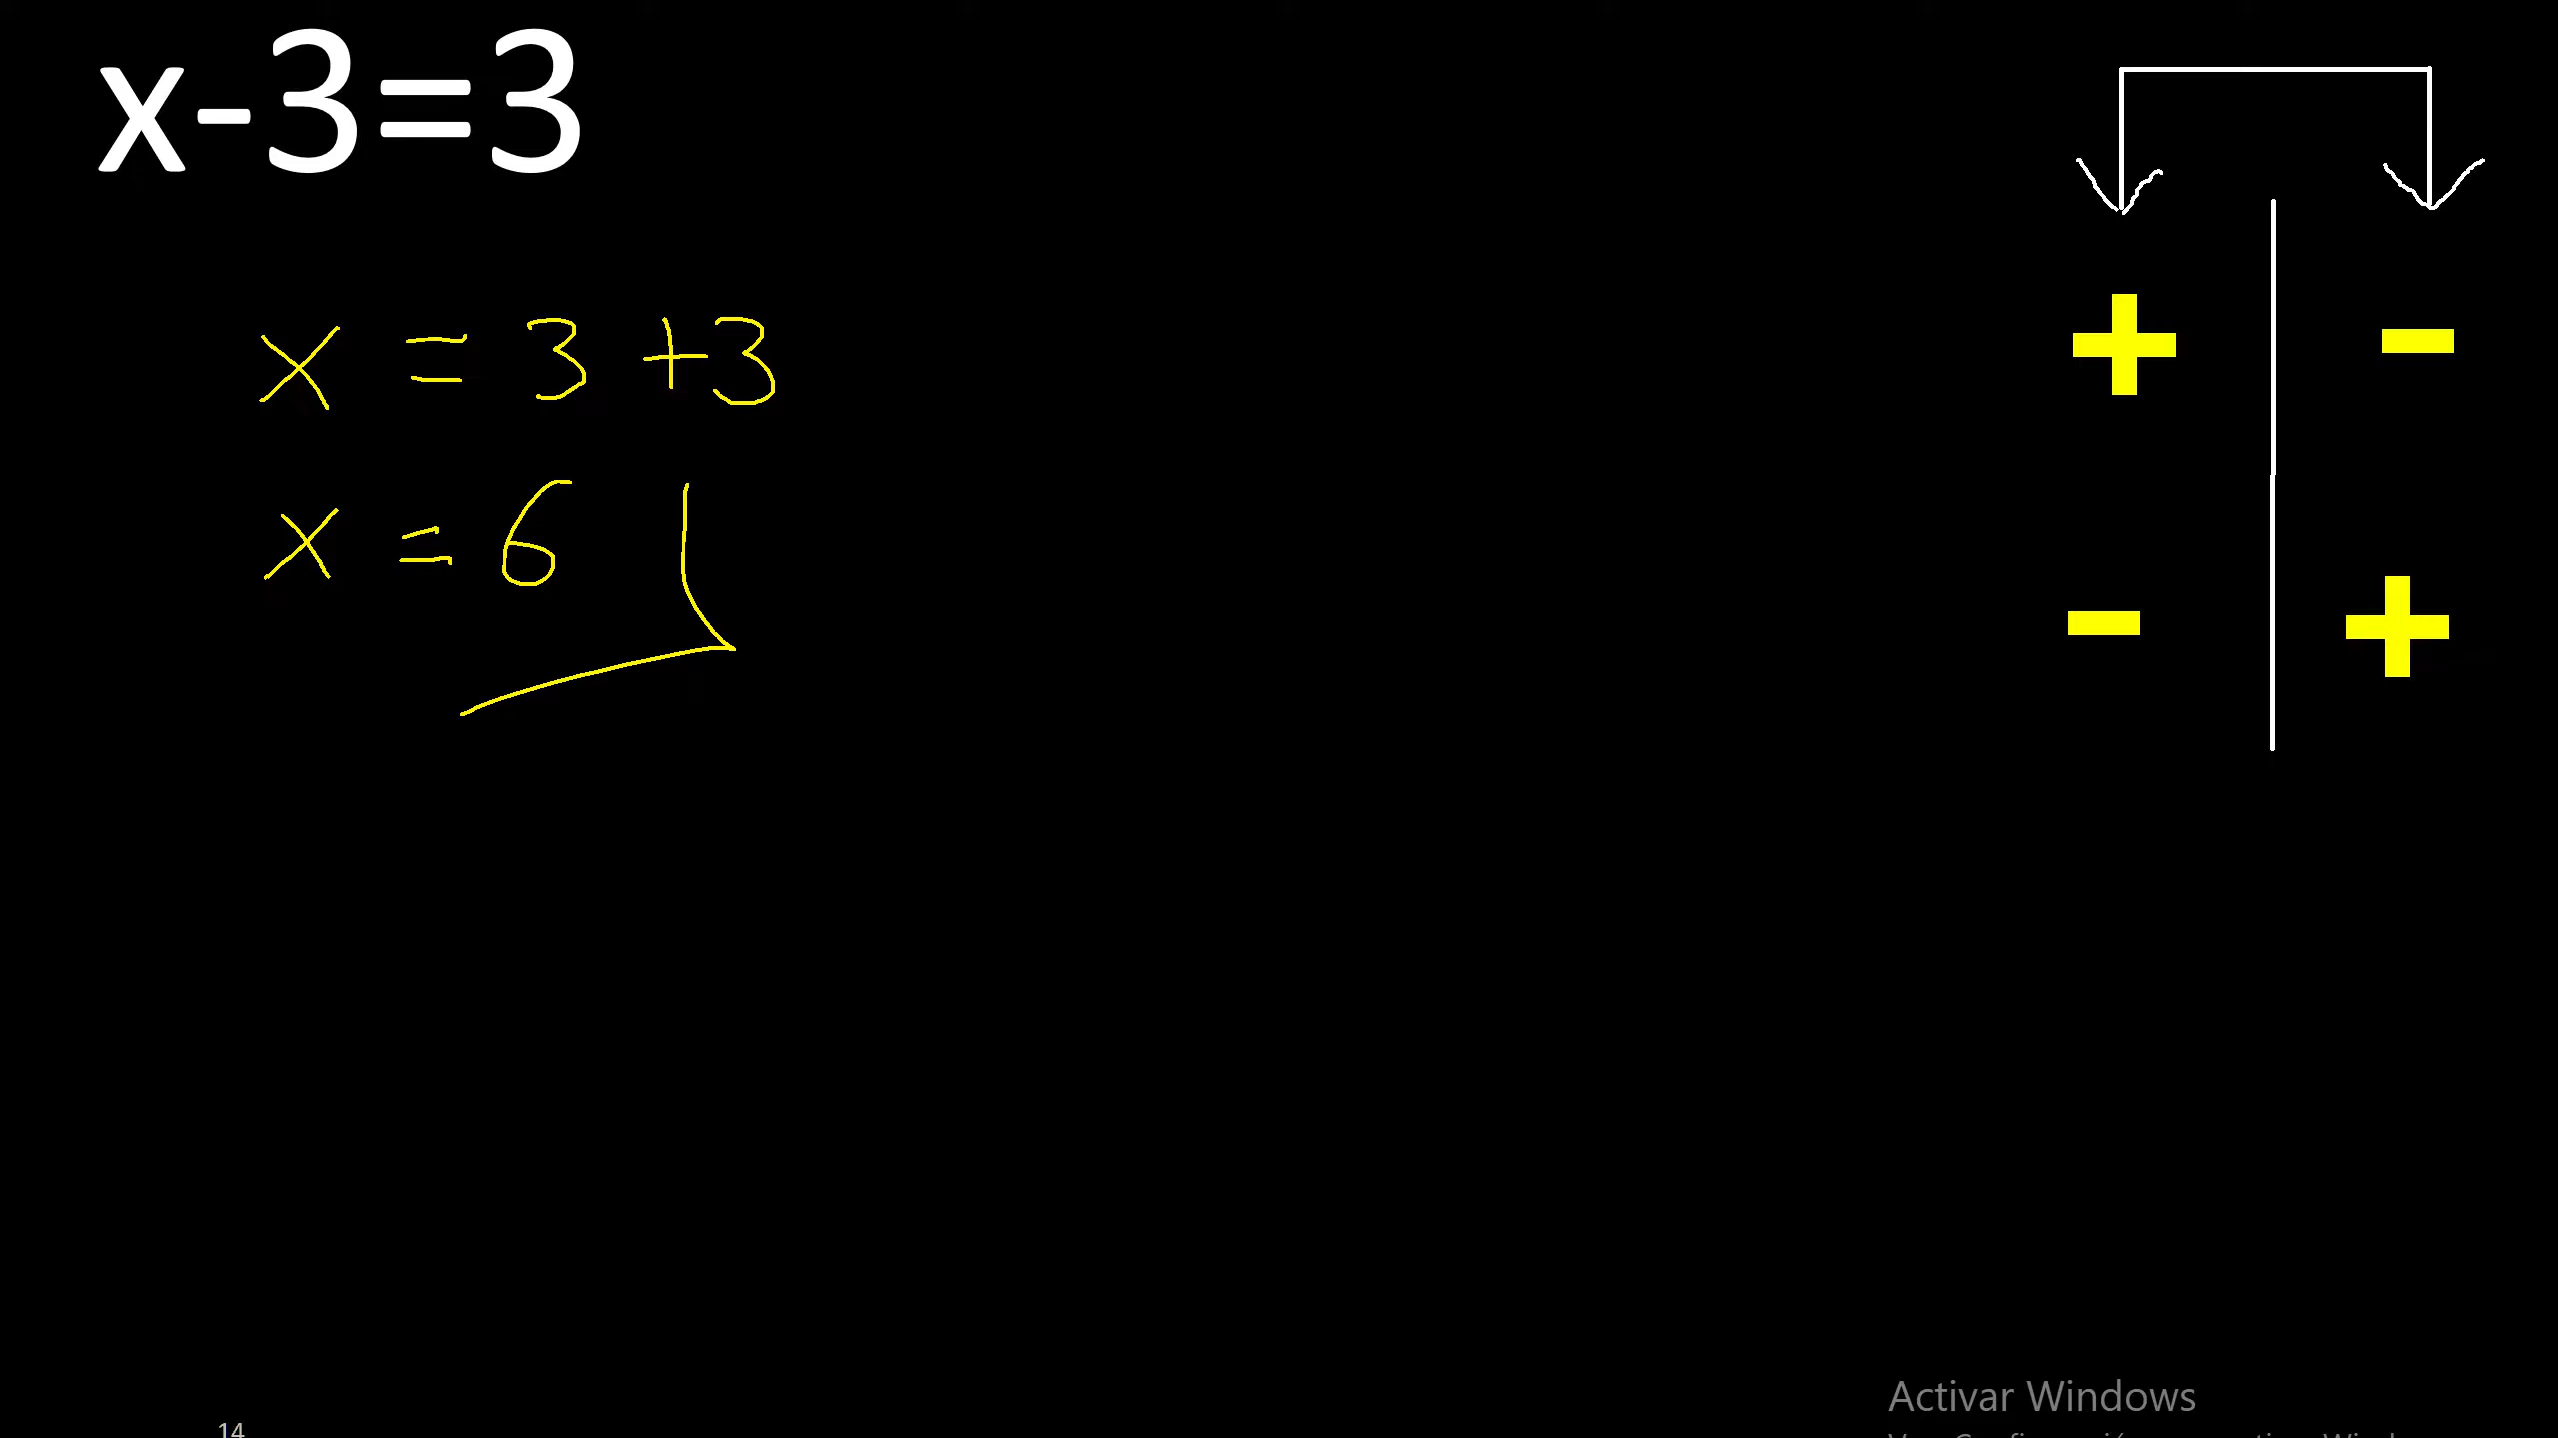 x-3=3
x = 3 +3
x = 6
+ -
- +
Activar Windows
14